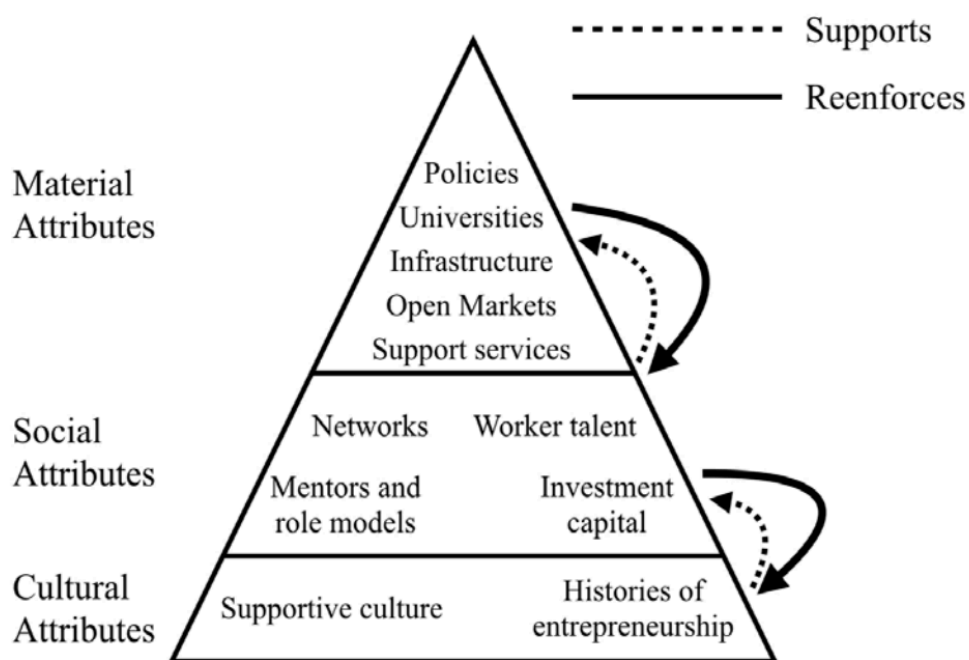 Supports
Reenforces
Material
Attributes
Policies
Universities
Infrastructure
Open Markets
Support services
Social
Attributes
Networks
Worker talent
Mentors and
role models
Investment
capital
Cultural
Attributes
Supportive culture
Histories of
entrepreneurship